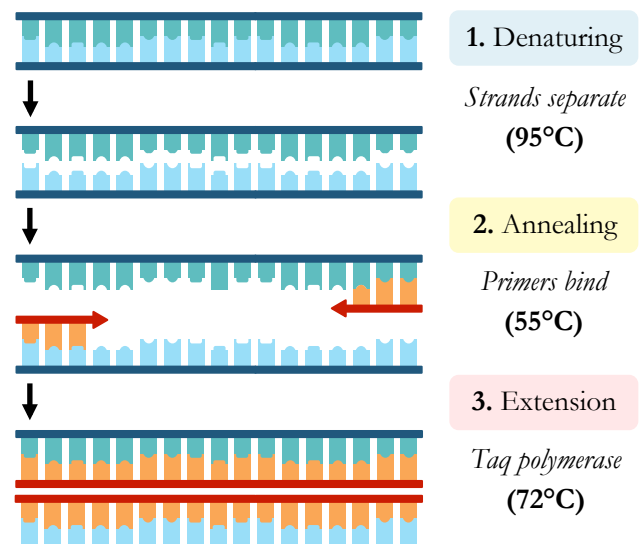 1. Denaturing
Strands separate
(95°C)
2. Annealing
Primers bind
(55°C)
3. Extension
Taq polymerase
(72°C)